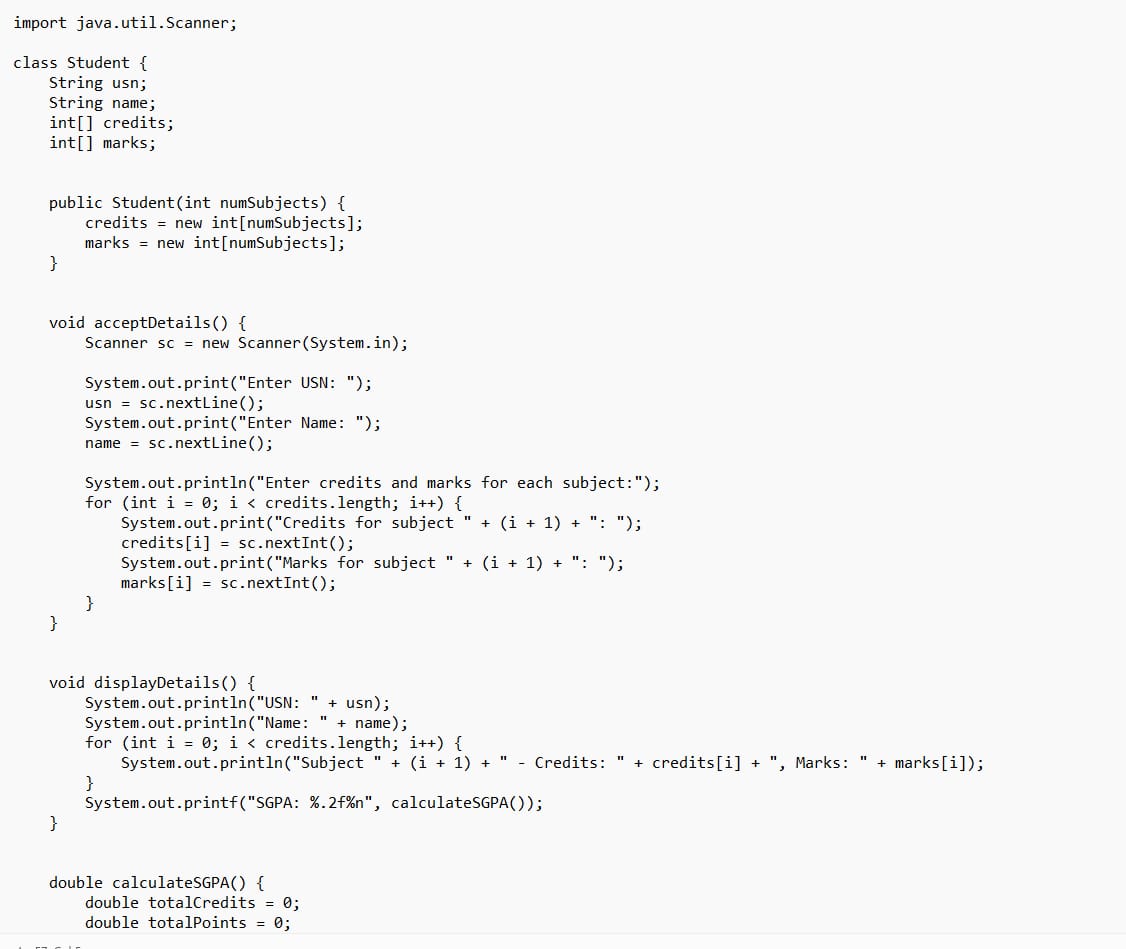 import java.util.Scanner;
class Student {
    String usn;
    String name;
    int[] credits;
    int[] marks;
    public Student(int numSubjects) {
        credits = new int[numSubjects];
        marks = new int[numSubjects];
    }
    void acceptDetails() {
        Scanner sc = new Scanner(System.in);
        System.out.print("Enter USN: ");
        usn = sc.nextLine();
        System.out.print("Enter Name: ");
        name = sc.nextLine();
        System.out.println("Enter credits and marks for each subject:");
        for (int i = 0; i < credits.length; i++) {
            System.out.print("Credits for subject " + (i + 1) + ": ");
            credits[i] = sc.nextInt();
            System.out.print("Marks for subject " + (i + 1) + ": ");
            marks[i] = sc.nextInt();
        }
    }
    void displayDetails() {
        System.out.println("USN: " + usn);
        System.out.println("Name: " + name);
        for (int i = 0; i < credits.length; i++) {
            System.out.println("Subject " + (i + 1) + " - Credits: " + credits[i] + ", Marks: " + marks[i]);
        }
        System.out.printf("SGPA: %.2f%n", calculateSGPA());
    }
    double calculateSGPA() {
        double totalCredits = 0;
        double totalPoints = 0;